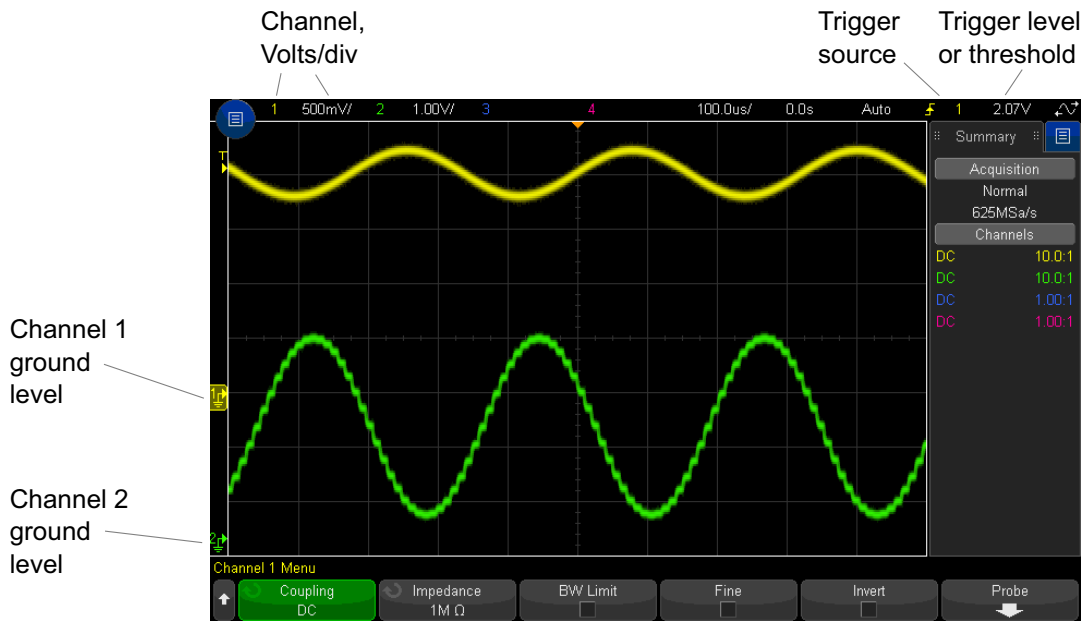 Channel,
Volts/div
Trigger
source
Trigger level
or threshold
1 500mV/ 2 1.00V/ 3 4 100.0us/ 0.0s Auto 1 2.07V
Summary
Acquisition
Normal
625MSa/s
Channels
DC 10.0:1
DC 10.0:1
DC 1.00:1
DC 1.00:1
T
Channel 1
ground
level
1
Channel 2
ground
level
2
Channel 1 Menu
Coupling
DC
Impedance
1M Ω
BW Limit
Fine
Invert
Probe